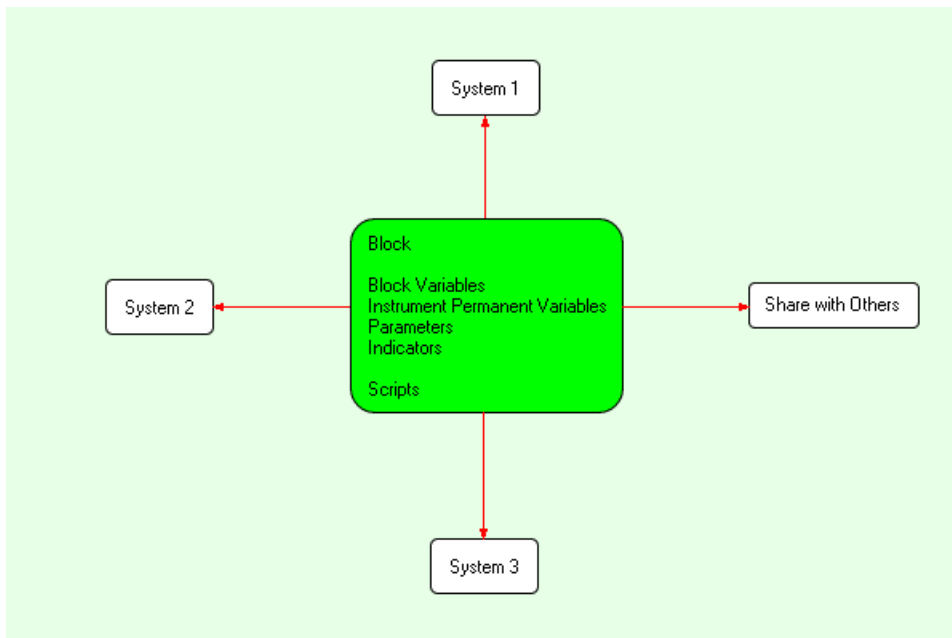 System 1
Block
Block Variables
Instrument Permanent Variables
Parameters
Indicators
Scripts
System 2
Share with Others
System 3